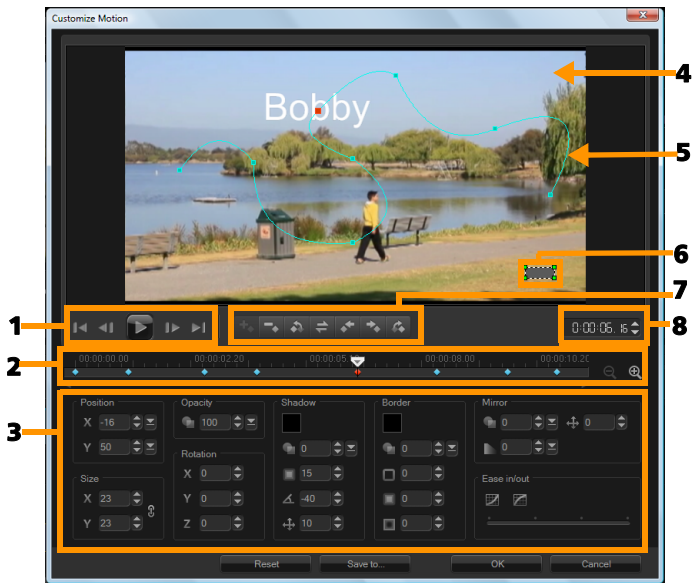 Customize Motion
Bobby
4
5
6
7
1
8
0:00:06. 16
2
00:00:00.00 00:00:02.20 00:00:05. 00:00:08.00 00:00:10.20
3
Position
X -16
Y 50
Size
X 23
Y 23
Opacity
100
Rotation
X 0
Y 0
Z 0
Shadow
0
15
-40
10
Border
0
0
0
0
Mirror
0 0
0
Ease in/out
Reset Save to... OK Cancel